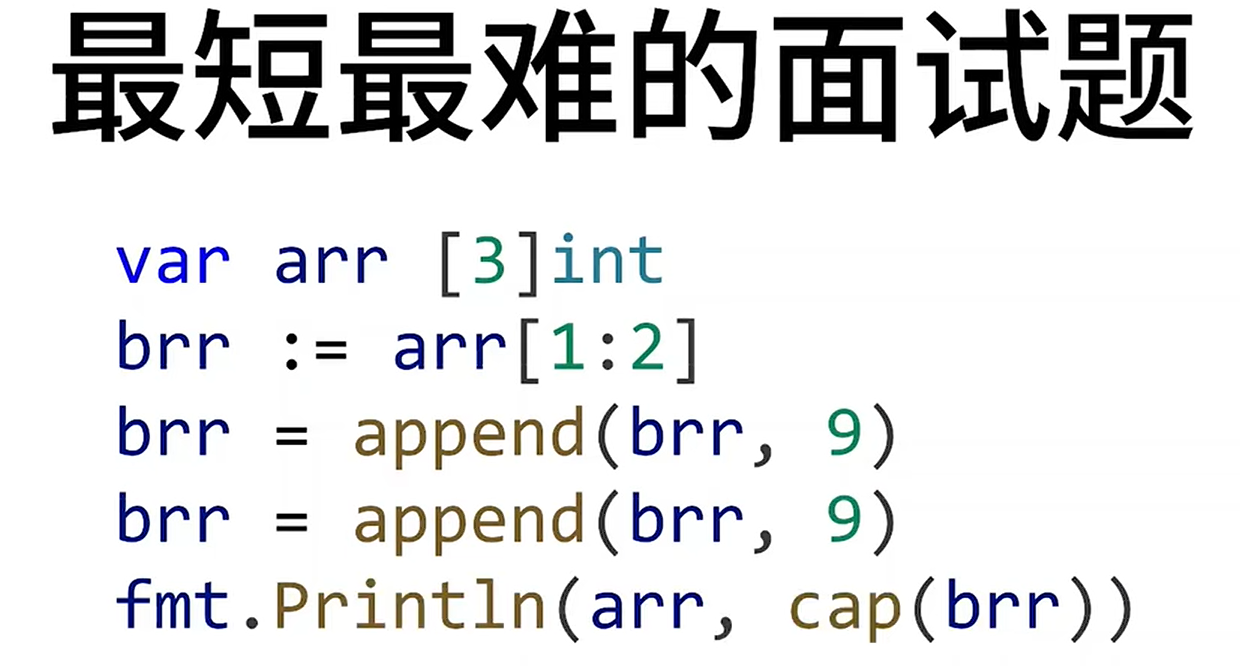 最短最难的面试题
var arr [3]int
brr := arr[1:2]
brr = append(brr, 9)
brr = append(brr, 9)
fmt.Println(arr, cap(brr))